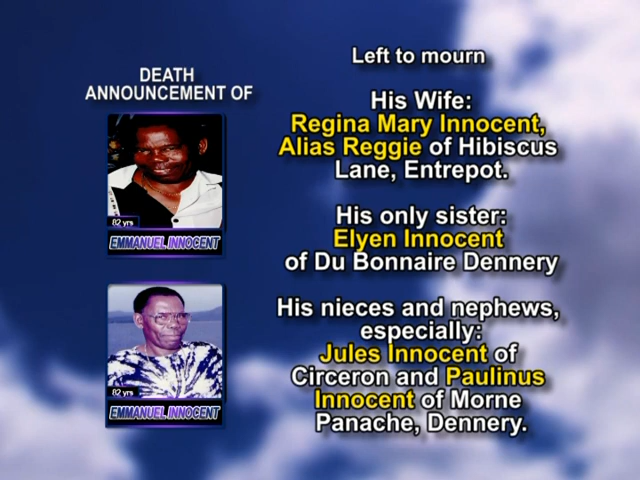 DEATH
ANNOUNCEMENT OF
82 yrs
EMMANUEL INNOCENT
82 yrs
EMMANUEL INNOCENT
Left to mourn
His Wife:
Regina Mary Innocent,
Alias Reggie of Hibiscus
Lane, Entrepot.
His only sister:
Elyen Innocent
of Du Bonnaire Dennery
His nieces and nephews,
especially:
Jules Innocent of
Circeron and Paulinus
Innocent of Morne
Panache, Dennery.